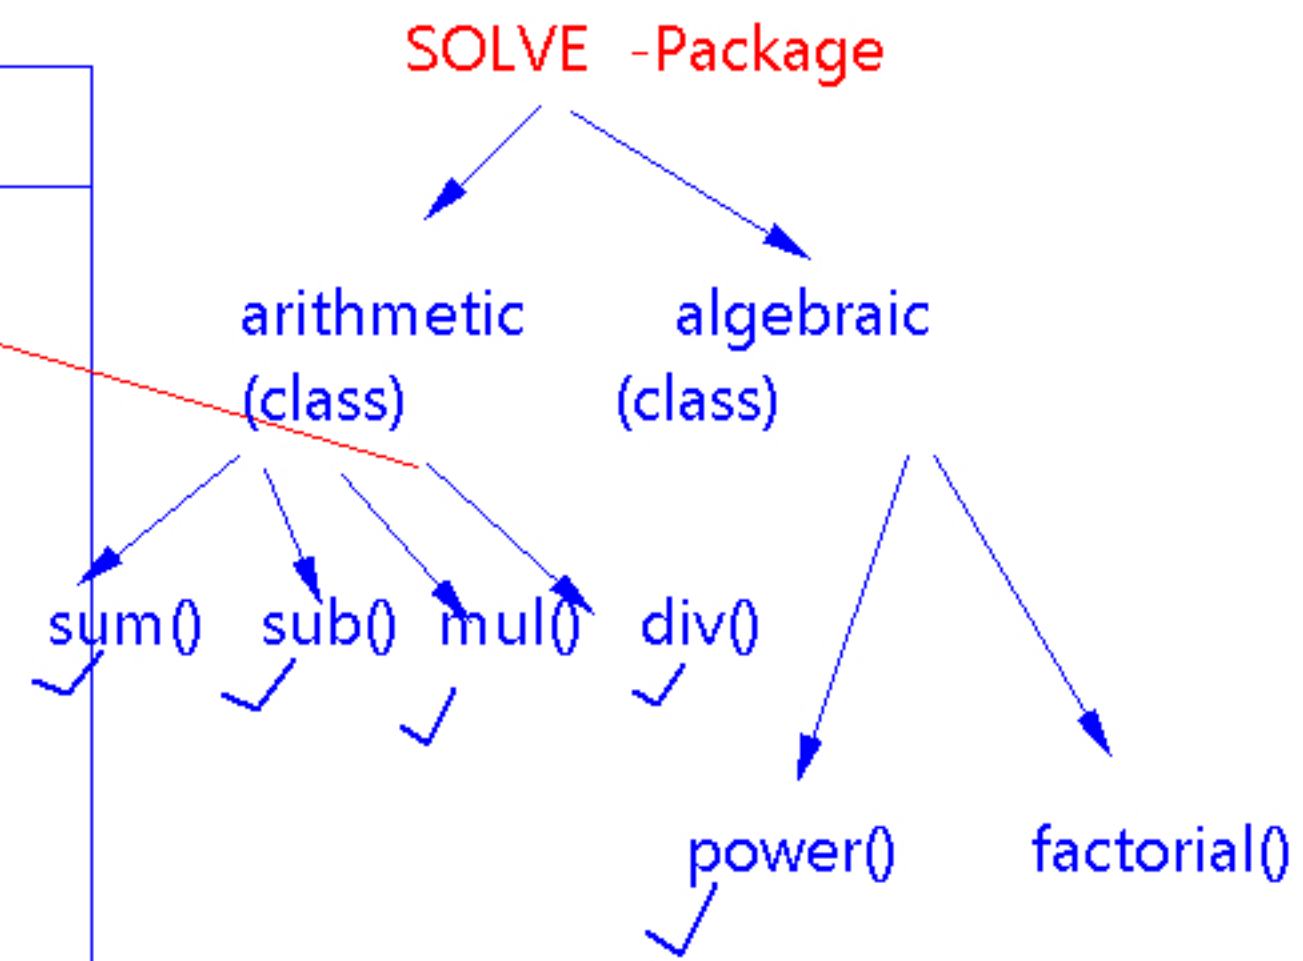 SOLVE -Package
arithmetic algebraic
(class) (class)
sum() sub() mul() div()
power() factorial()